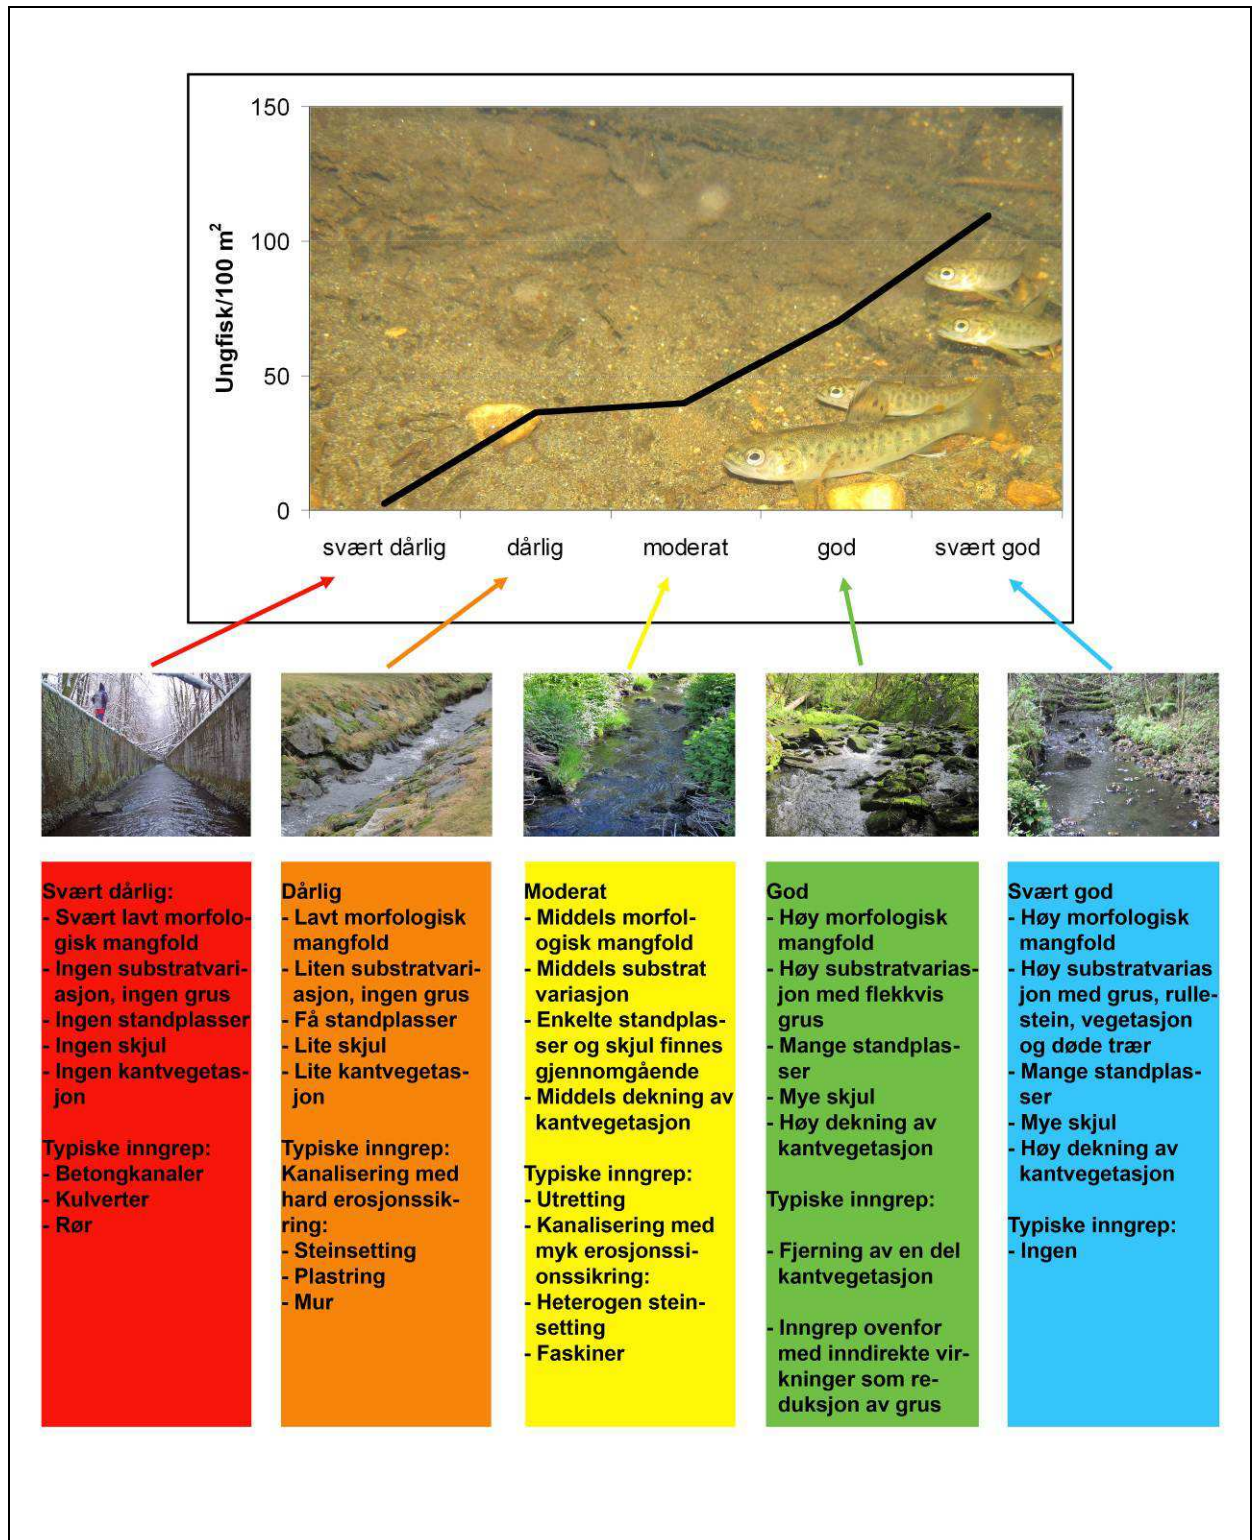 150
100
50
0
Ungfisk/100 m²
svært dårlig
dårlig
moderat
god
svært god
Svært dårlig:
- Svært lavt morfolo-
gisk mangfold
- Ingen substratvari-
asjon, ingen grus
- Ingen standplasser
- Ingen skjul
- Ingen kantvegetas-
jon
Typiske inngrep:
- Betongkanaler
- Kulverter
- Rør
Dårlig
- Lavt morfologisk
mangfold
- Liten substratvari-
asjon, ingen grus
- Få standplasser
- Lite skjul
- Lite kantvegetas-
jon
Typiske inngrep:
Kanalisering med
hard erosjonssik-
ring:
- Steinsetting
- Plastring
- Mur
Moderat
- Middels morfol-
ogisk mangfold
- Middels substrat
variasjon
- Enkelte standplas-
ser og skjul finnes
gjennomgående
- Middels dekning av
kantvegetasjon
Typiske inngrep:
- Utretting
- Kanalisering med
myk erosjonssi-
onssikring:
- Heterogen stein-
setting
- Faskiner
God
- Høy morfologisk
mangfold
- Høy substratvarias-
jon med flekkvis
grus
- Mange standplas-
ser
- Mye skjul
- Høy dekning av
kantvegetasjon
Typiske inngrep:
- Fjerning av en del
kantvegetasjon
- Inngrep ovenfor
med inndirekte vir-
kninger som re-
duksjon av grus
Svært god
- Høy morfologisk
mangfold
- Høy substratvarias
jon med grus, rulle-
stein, vegetasjon
og døde trær
- Mange standplas-
ser
- Mye skjul
- Høy dekning av
kantvegetasjon
Typiske inngrep:
- Ingen